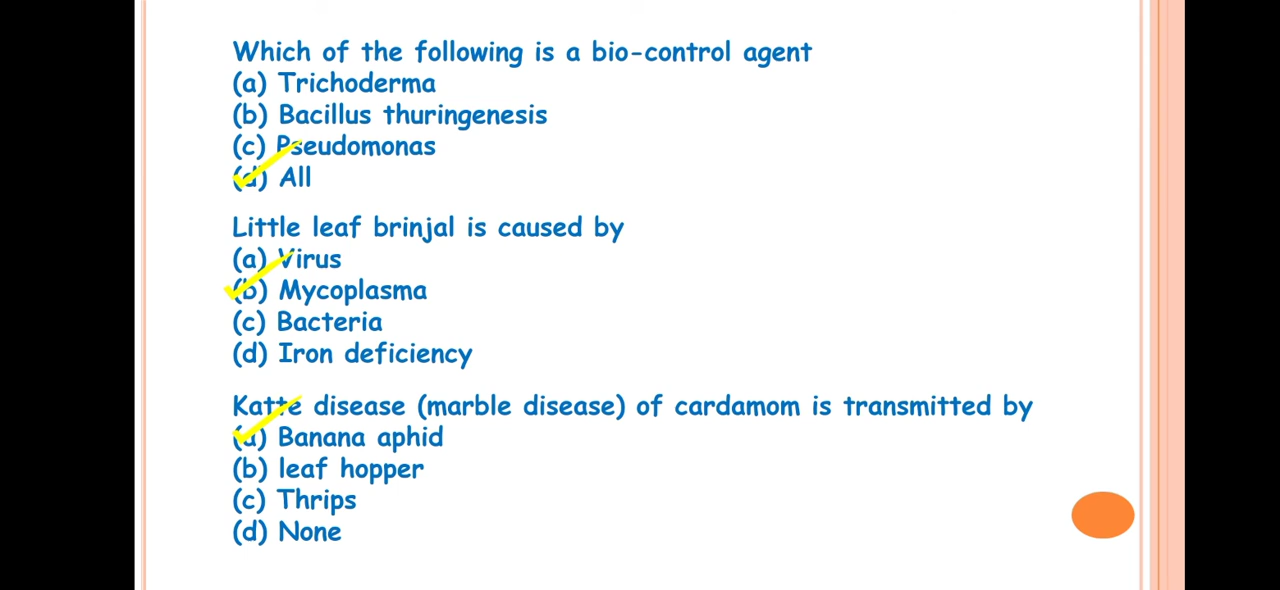 Which of the following is a bio-control agent
(a) Trichoderma
(b) Bacillus thuringenesis
(c) Pseudomonas
(d) All
Little leaf brinjal is caused by
(a) Virus
(b) Mycoplasma
(c) Bacteria
(d) Iron deficiency
Katte disease (marble disease) of cardamom is transmitted by
(a) Banana aphid
(b) leaf hopper
(c) Thrips
(d) None